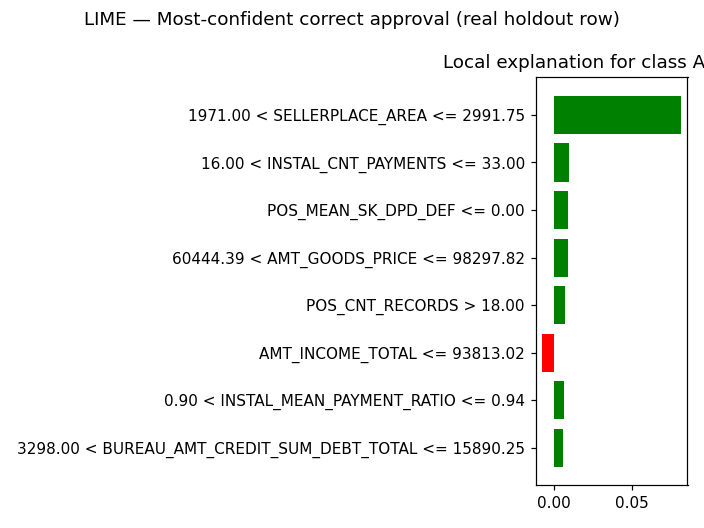 LIME — Most-confident correct approval (real holdout row)
Local explanation for class A
1971.00 < SELLERPLACE_AREA <= 2991.75
16.00 < INSTAL_CNT_PAYMENTS <= 33.00
POS_MEAN_SK_DPD_DEF <= 0.00
60444.39 < AMT_GOODS_PRICE <= 98297.82
POS_CNT_RECORDS > 18.00
AMT_INCOME_TOTAL <= 93813.02
0.90 < INSTAL_MEAN_PAYMENT_RATIO <= 0.94
3298.00 < BUREAU_AMT_CREDIT_SUM_DEBT_TOTAL <= 15890.25
0.00 0.05